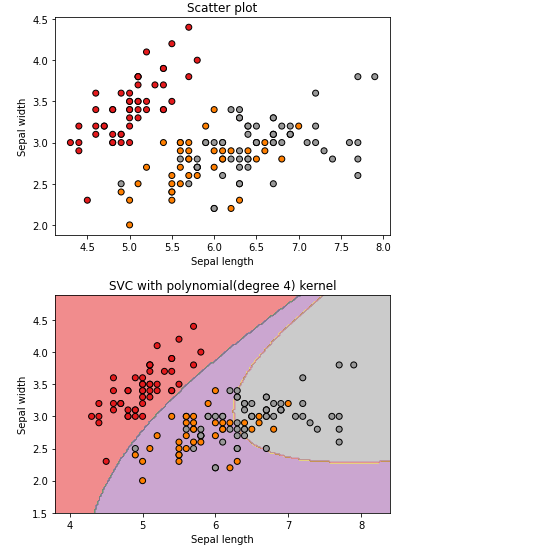 Scatter plot
4.5
4.0
3.5
3.0
2.5
2.0
Sepal width
4.5 5.0 5.5 6.0 6.5 7.0 7.5 8.0
Sepal length
SVC with polynomial(degree 4) kernel
4.5
4.0
3.5
3.0
2.5
2.0
1.5
Sepal width
4 5 6 7 8
Sepal length